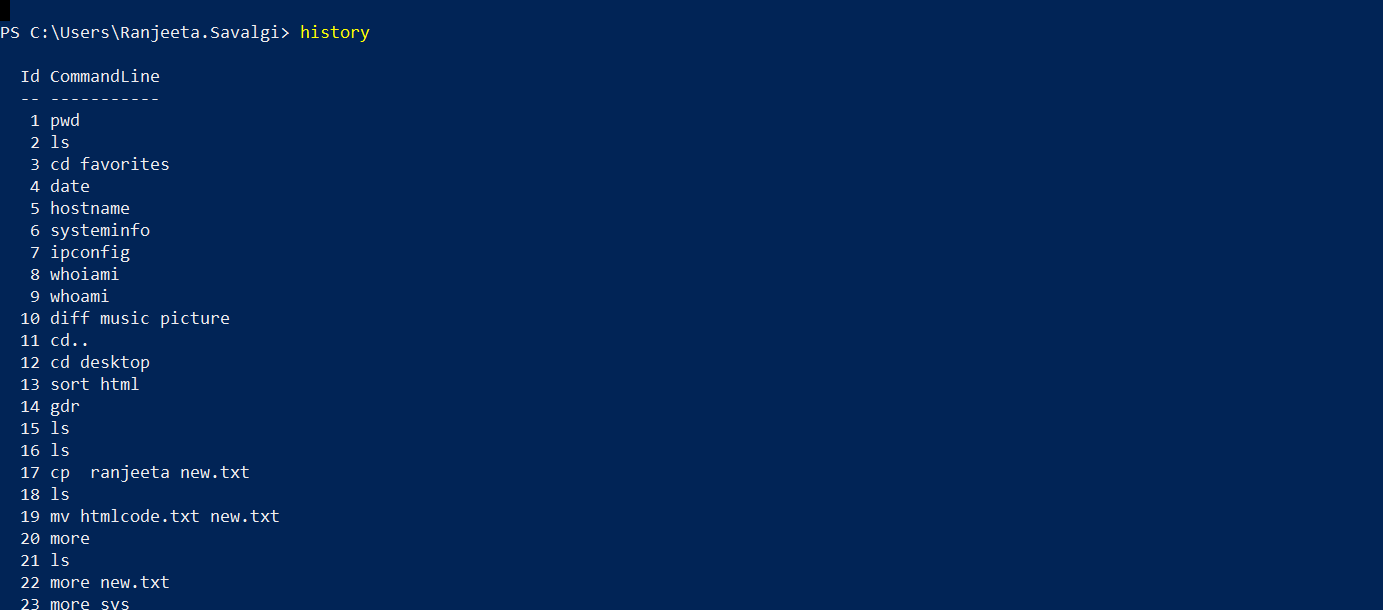 PS C:\Users\Ranjeeta.Savalgi> history
Id CommandLine
-- -----------
1 pwd
2 ls
3 cd favorites
4 date
5 hostname
6 systeminfo
7 ipconfig
8 whoiami
9 whoami
10 diff music picture
11 cd..
12 cd desktop
13 sort html
14 gdr
15 ls
16 ls
17 cp  ranjeeta new.txt
18 ls
19 mv htmlcode.txt new.txt
20 more
21 ls
22 more new.txt
23 more sys